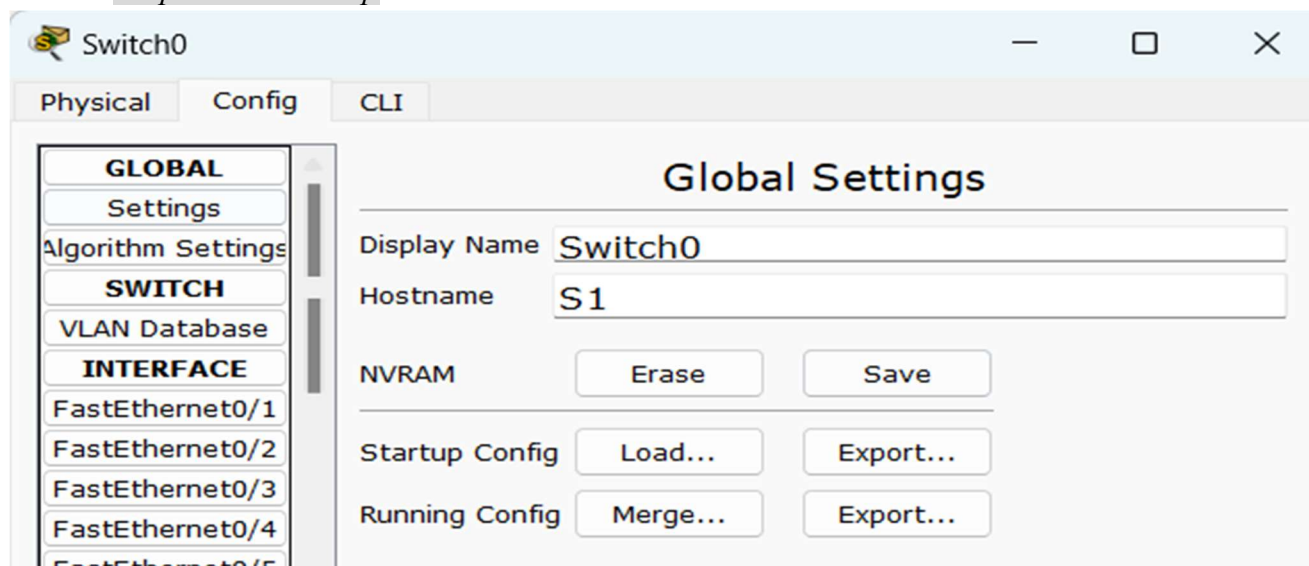 Switch0
Physical Config CLI
GLOBAL
Settings
Algorithm Settings
SWITCH
VLAN Database
INTERFACE
FastEthernet0/1
FastEthernet0/2
FastEthernet0/3
FastEthernet0/4
Global Settings
Display Name Switch0
Hostname S1
NVRAM Erase Save
Startup Config Load... Export...
Running Config Merge... Export...